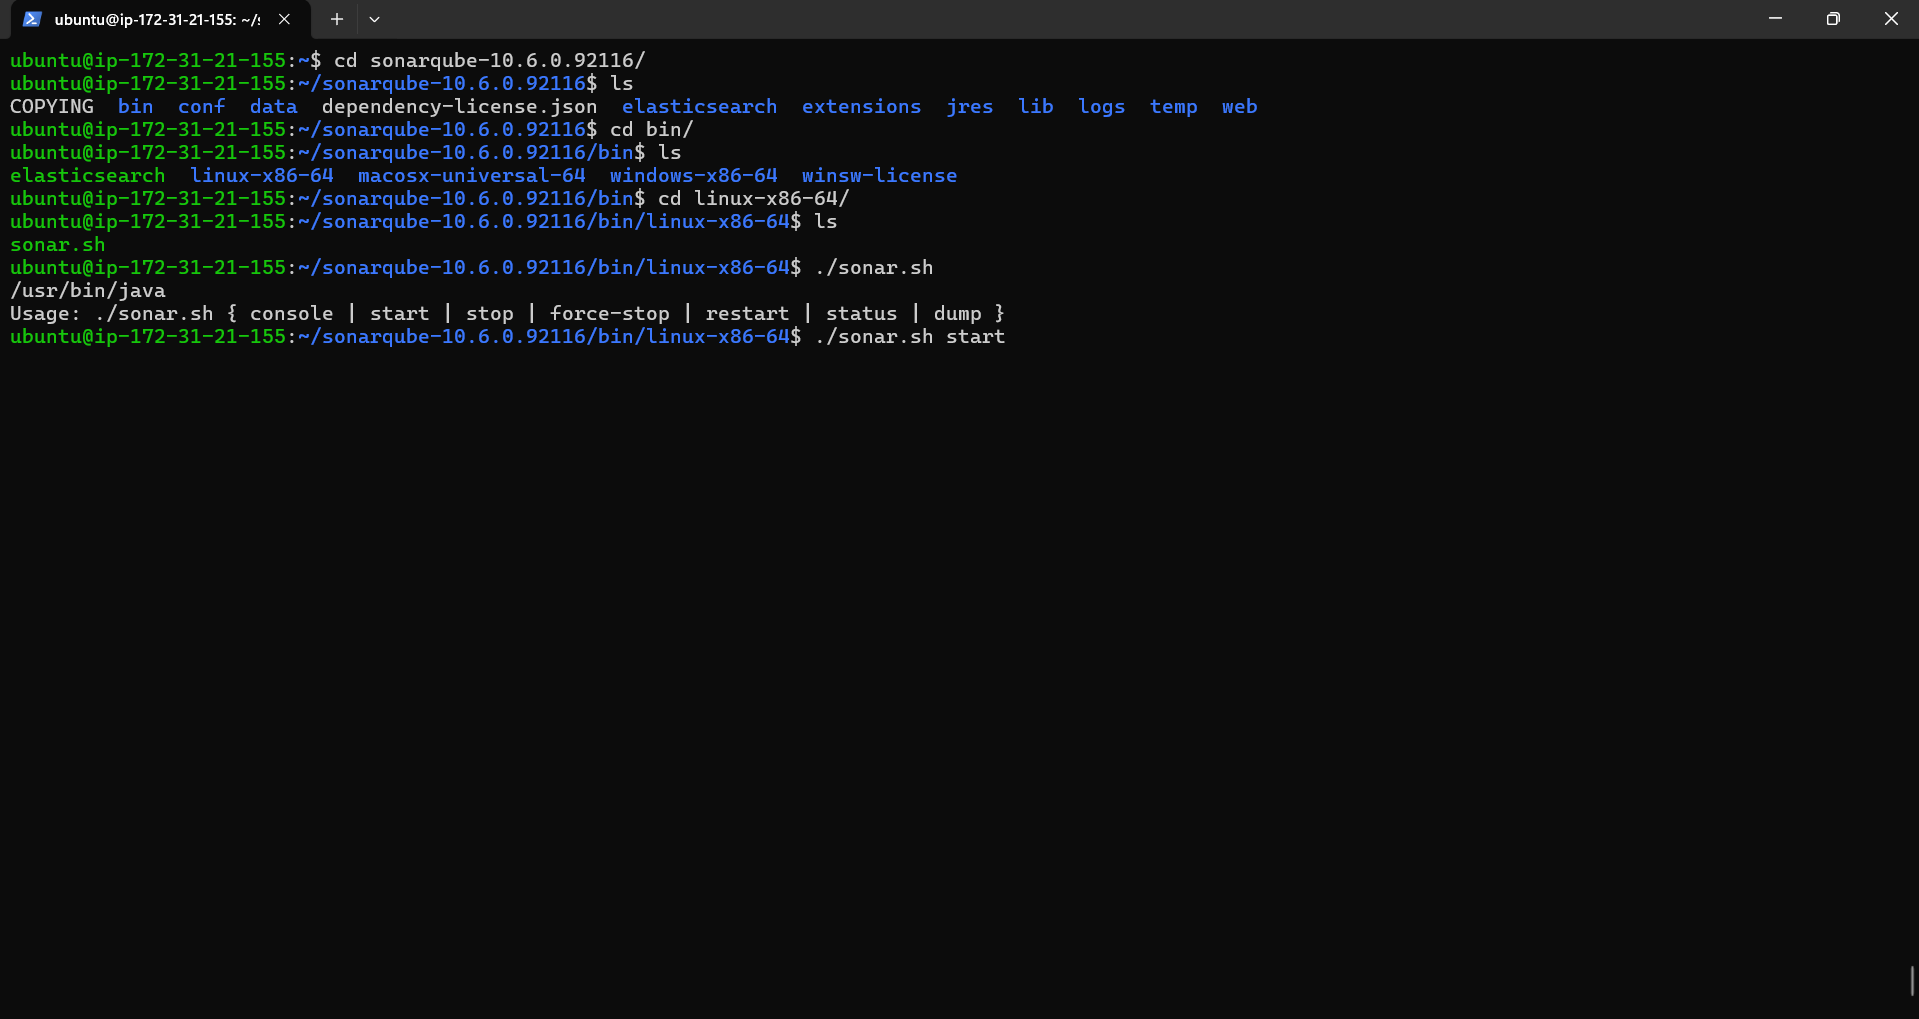 ubuntu@ip-172-31-21-155: ~/s
ubuntu@ip-172-31-21-155:~$ cd sonarqube-10.6.0.92116/
ubuntu@ip-172-31-21-155:~/sonarqube-10.6.0.92116$ ls
COPYING  bin  conf  data  dependency-license.json  elasticsearch  extensions  jres  lib  logs  temp  web
ubuntu@ip-172-31-21-155:~/sonarqube-10.6.0.92116$ cd bin/
ubuntu@ip-172-31-21-155:~/sonarqube-10.6.0.92116/bin$ ls
elasticsearch  linux-x86-64  macosx-universal-64  windows-x86-64  winsw-license
ubuntu@ip-172-31-21-155:~/sonarqube-10.6.0.92116/bin$ cd linux-x86-64/
ubuntu@ip-172-31-21-155:~/sonarqube-10.6.0.92116/bin/linux-x86-64$ ls
sonar.sh
ubuntu@ip-172-31-21-155:~/sonarqube-10.6.0.92116/bin/linux-x86-64$ ./sonar.sh
/usr/bin/java
Usage: ./sonar.sh { console | start | stop | force-stop | restart | status | dump }
ubuntu@ip-172-31-21-155:~/sonarqube-10.6.0.92116/bin/linux-x86-64$ ./sonar.sh start